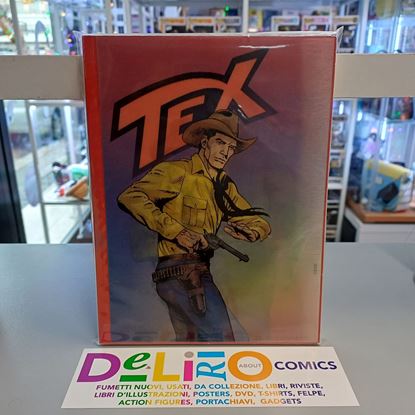 TEX
DeLiRiO ABOUT COMICS
FUMETTI NUOVI, USATI, DA COLLEZIONE, LIBRI, RIVISTE,
LIBRI D'ILLUSTRAZIONI, POSTERS, DVD, T-SHIRTS, FELPE,
ACTION FIGURES, PORTACHIAVI, GADGETS